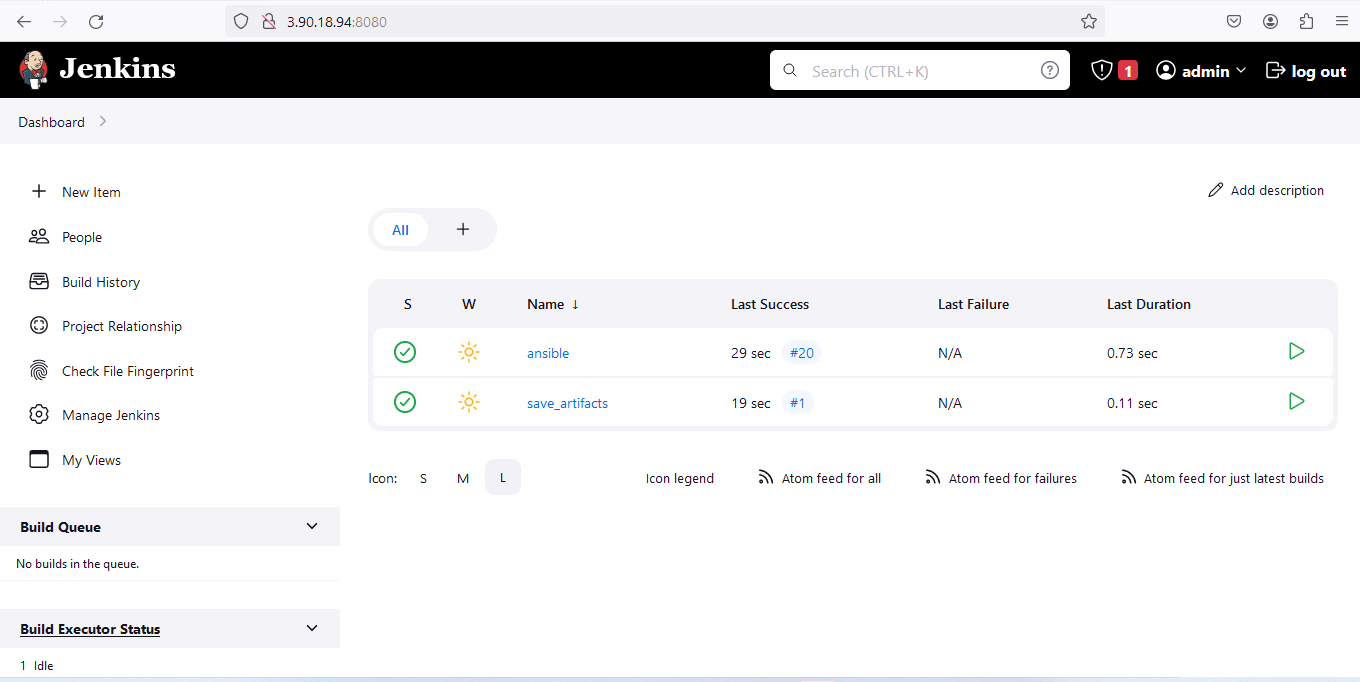 3.90.18.94:8080
Jenkins
Search (CTRL+K)
1
admin
log out
Dashboard
New Item
People
Build History
Project Relationship
Check File Fingerprint
Manage Jenkins
My Views
Build Queue
No builds in the queue.
Build Executor Status
1 Idle
Add description
All +
S W Name ↓ Last Success Last Failure Last Duration
ansible 29 sec #20 N/A 0.73 sec
save_artifacts 19 sec #1 N/A 0.11 sec
Icon: S M L Icon legend Atom feed for all Atom feed for failures Atom feed for just latest builds